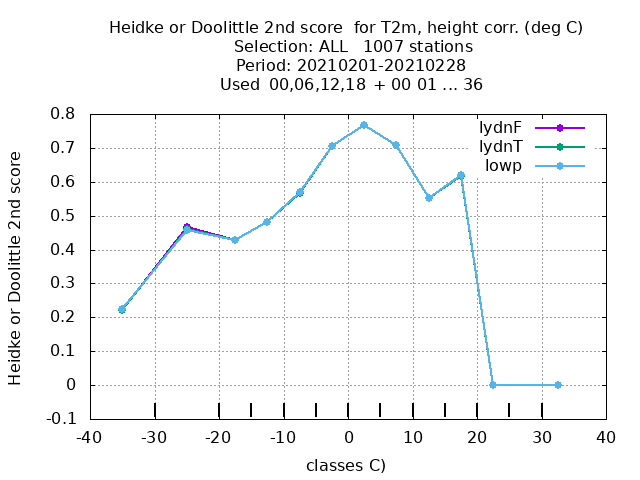 Heidke or Doolittle 2nd score  for T2m, height corr. (deg C)
Selection: ALL   1007 stations
Period: 20210201-20210228
Used  00,06,12,18  + 00 01 ... 36
lydnF
lydnT
lowp
Heidke or Doolittle 2nd score
0.8
0.7
0.6
0.5
0.4
0.3
0.2
0.1
0
-0.1
-40 -30 -20 -10 0 10 20 30 40
classes C)